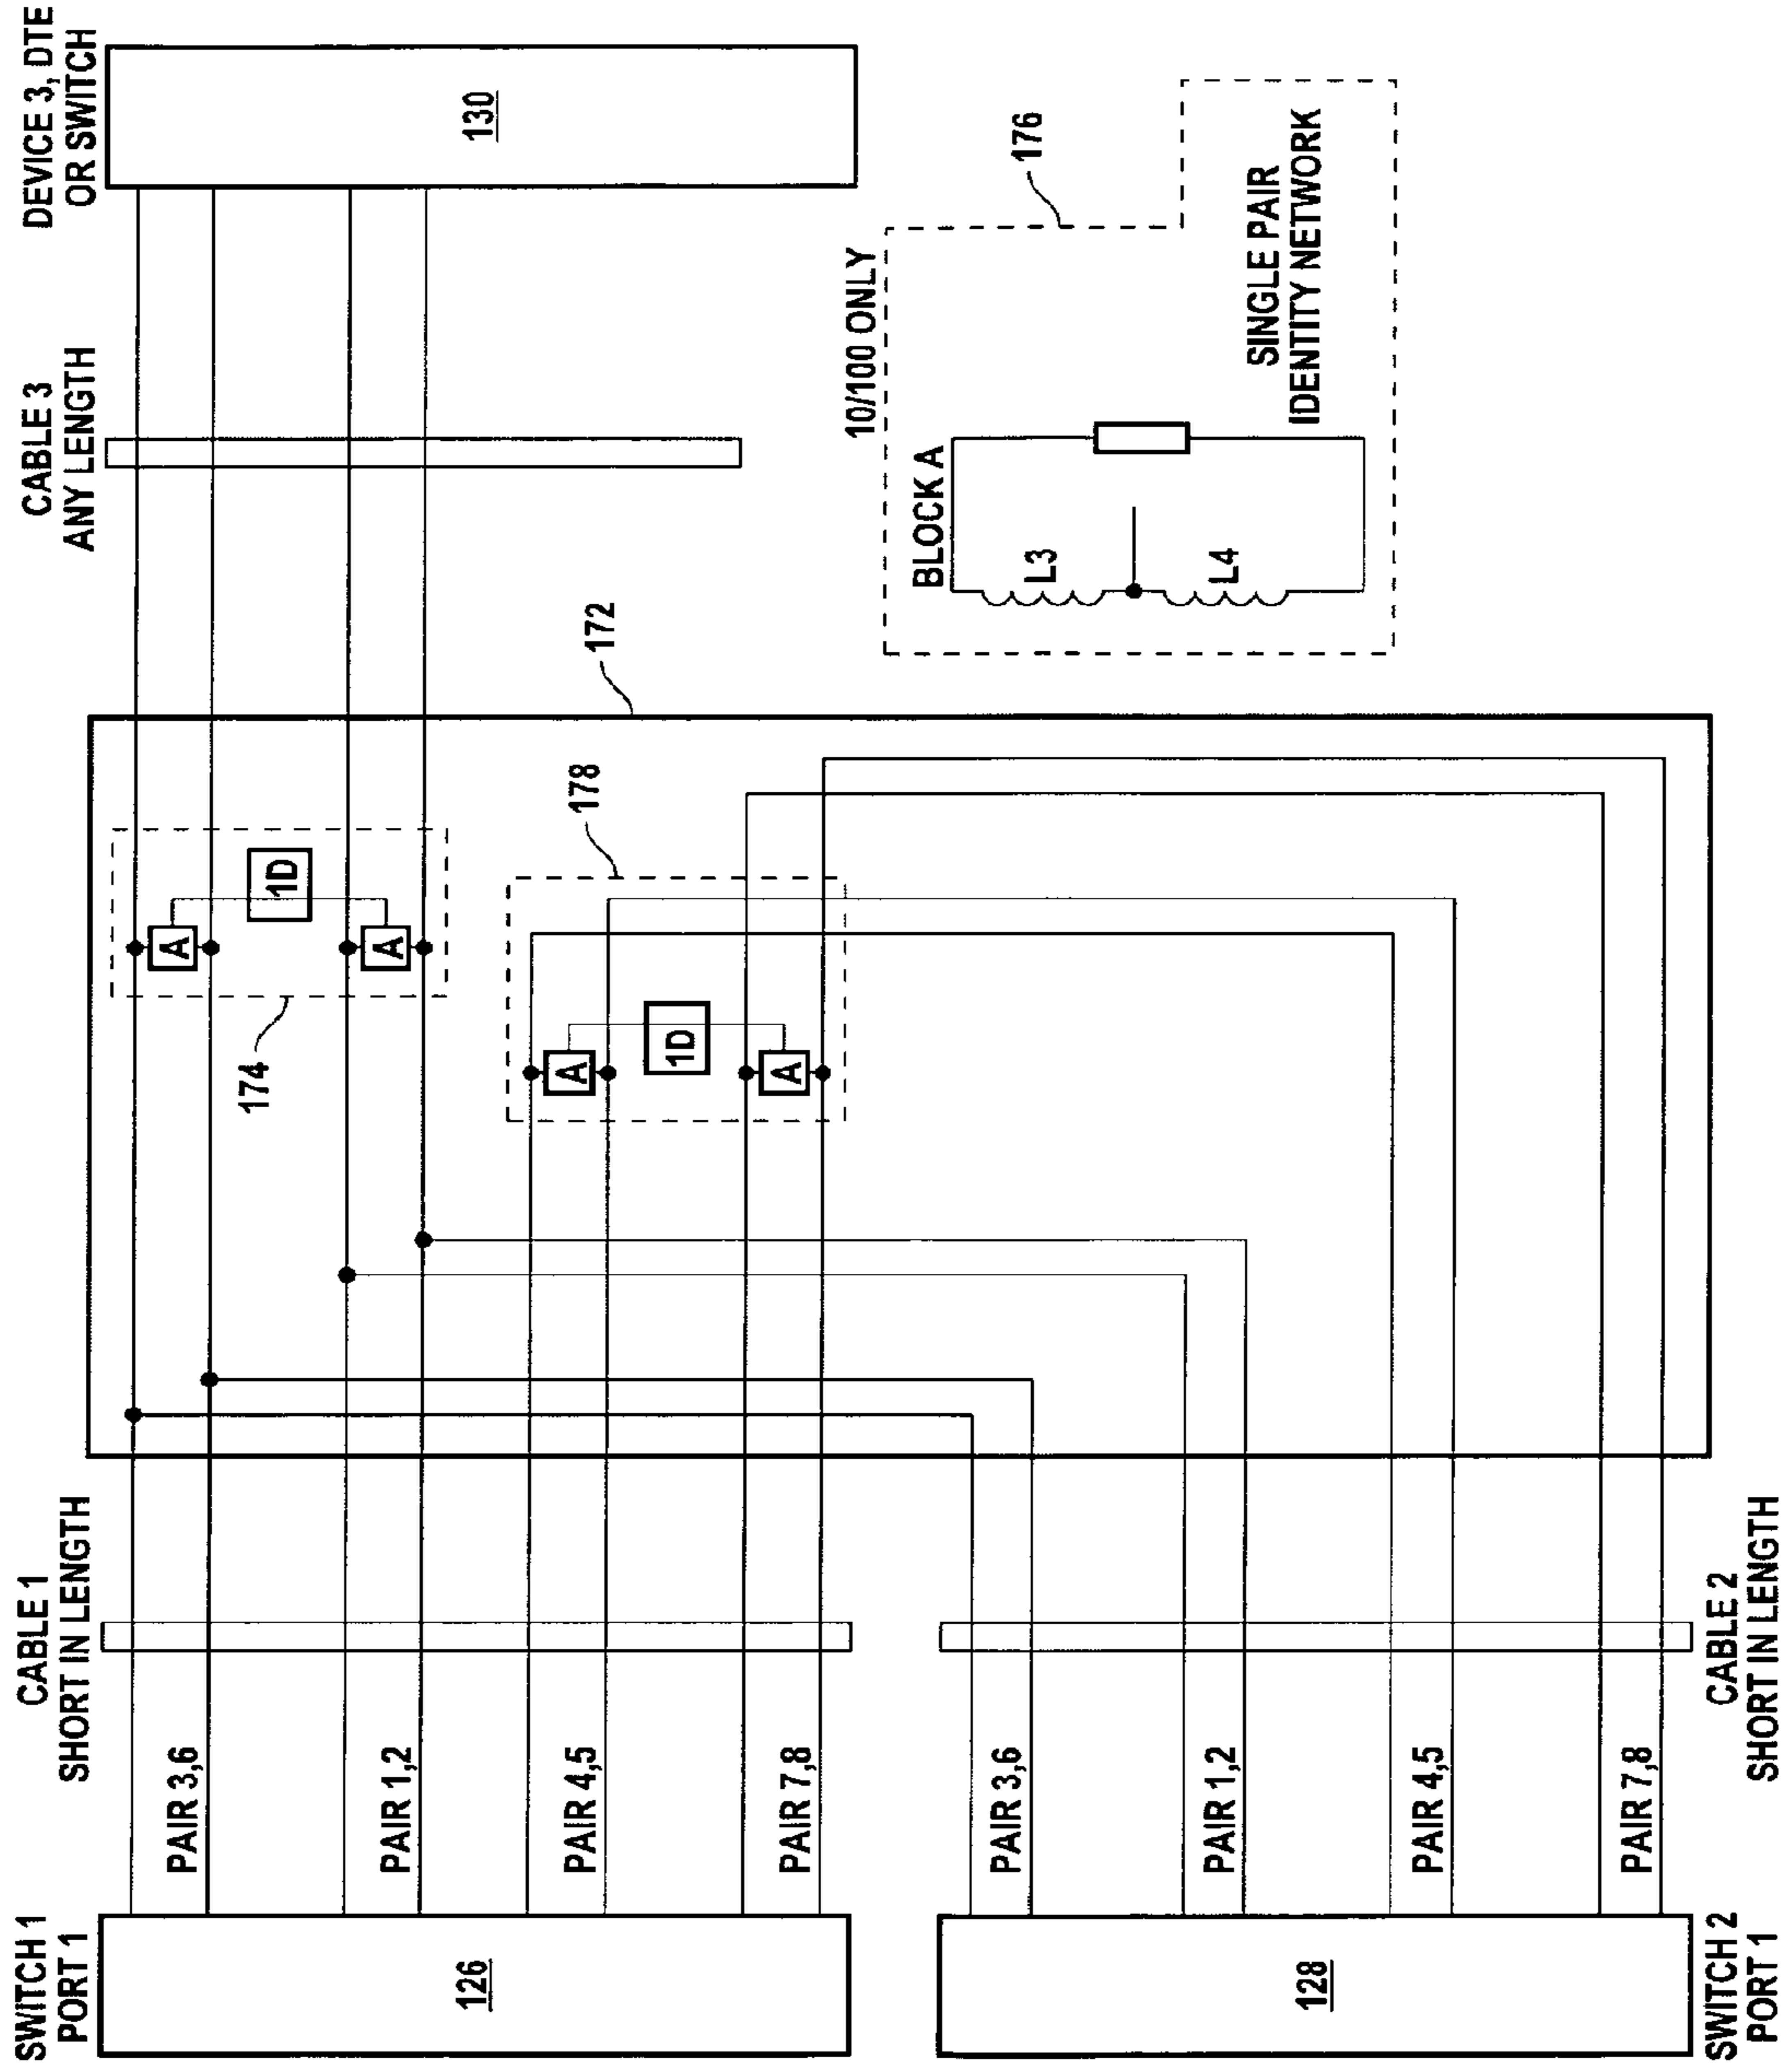 SWITCH 1
PORT 1
126
CABLE 1
SHORT IN LENGTH
PAIR 3,6
PAIR 1,2
PAIR 4,5
PAIR 7,8
SWITCH 2
PORT 1
128
CABLE 2
SHORT IN LENGTH
PAIR 3,6
PAIR 1,2
PAIR 4,5
PAIR 7,8
172
174
A
1D
A
178
A
1D
A
CABLE 3
ANY LENGTH
DEVICE 3, DTE
OR SWITCH
130
10/100 ONLY
176
BLOCK A
L3
L4
SINGLE PAIR
IDENTITY NETWORK